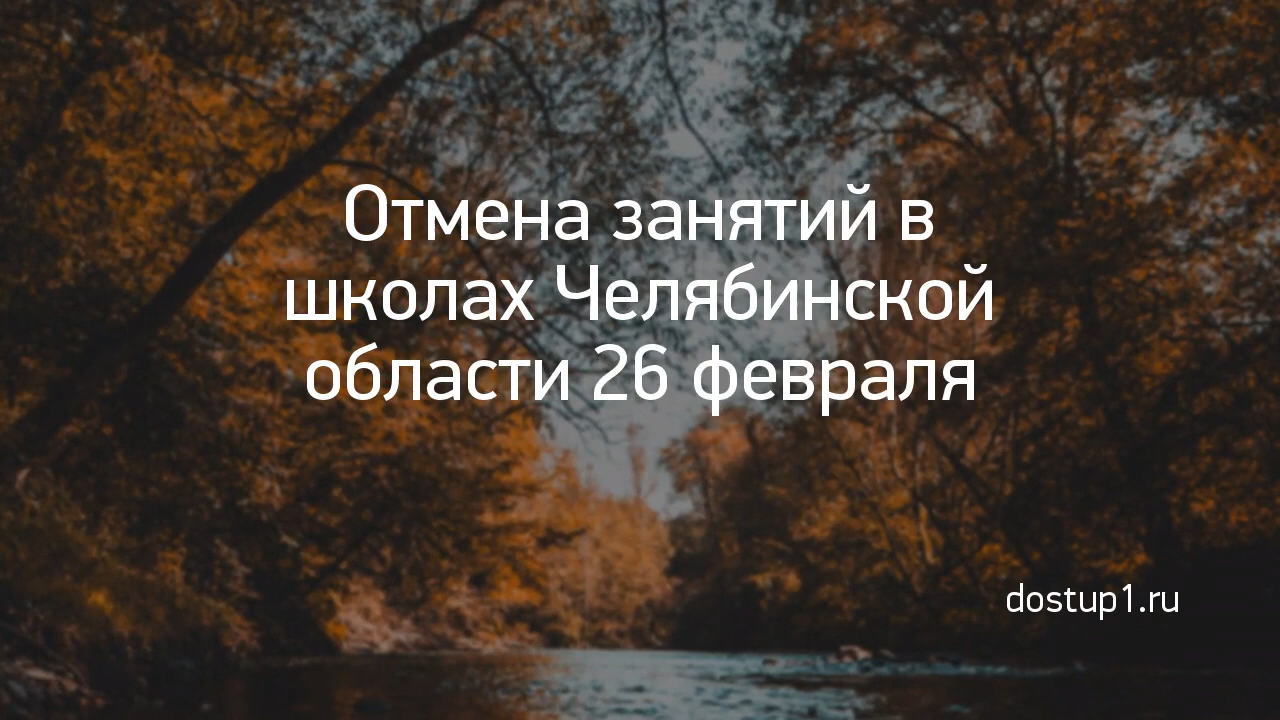 Отмена занятий в
школах Челябинской
области 26 февраля
dostup1.ru